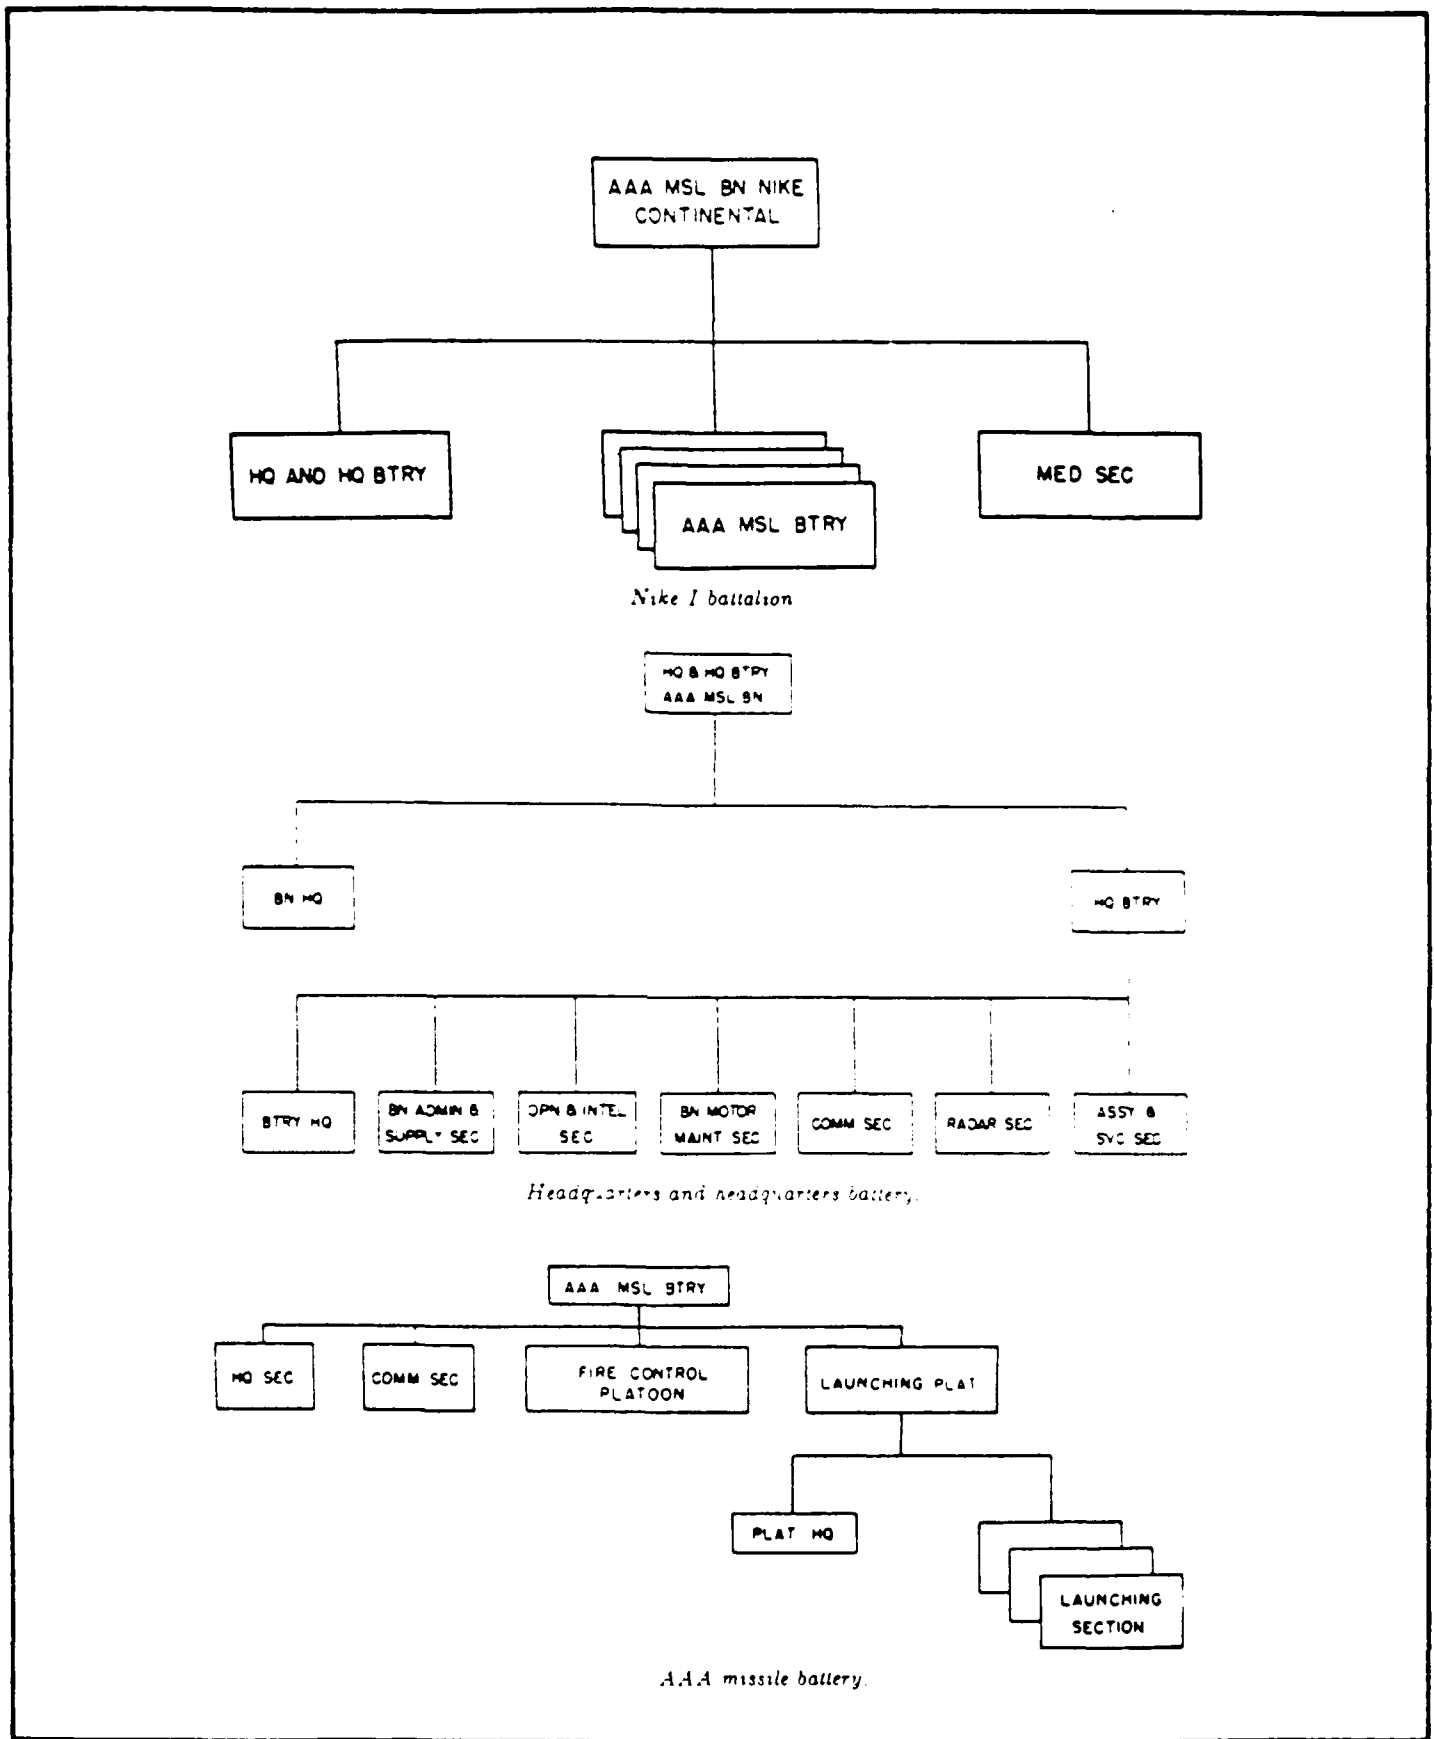 AAA MSL BN NIKE
CONTINENTAL
HQ AND HQ BTRY
AAA MSL BTRY
MED SEC
Nike I battalion
HQ & HQ BTRY
AAA MSL BN
BN HQ
HQ BTRY
BTRY HQ
BN ADMIN &
SUPPLY SEC
OPN & INTEL
SEC
BN MOTOR
MAINT SEC
COMM SEC
RADAR SEC
ASSY &
SVC SEC
Headquarters and headquarters battery.
AAA MSL BTRY
HQ SEC
COMM SEC
FIRE CONTROL
PLATOON
LAUNCHING PLAT
PLAT HQ
LAUNCHING
SECTION
AAA missile battery.